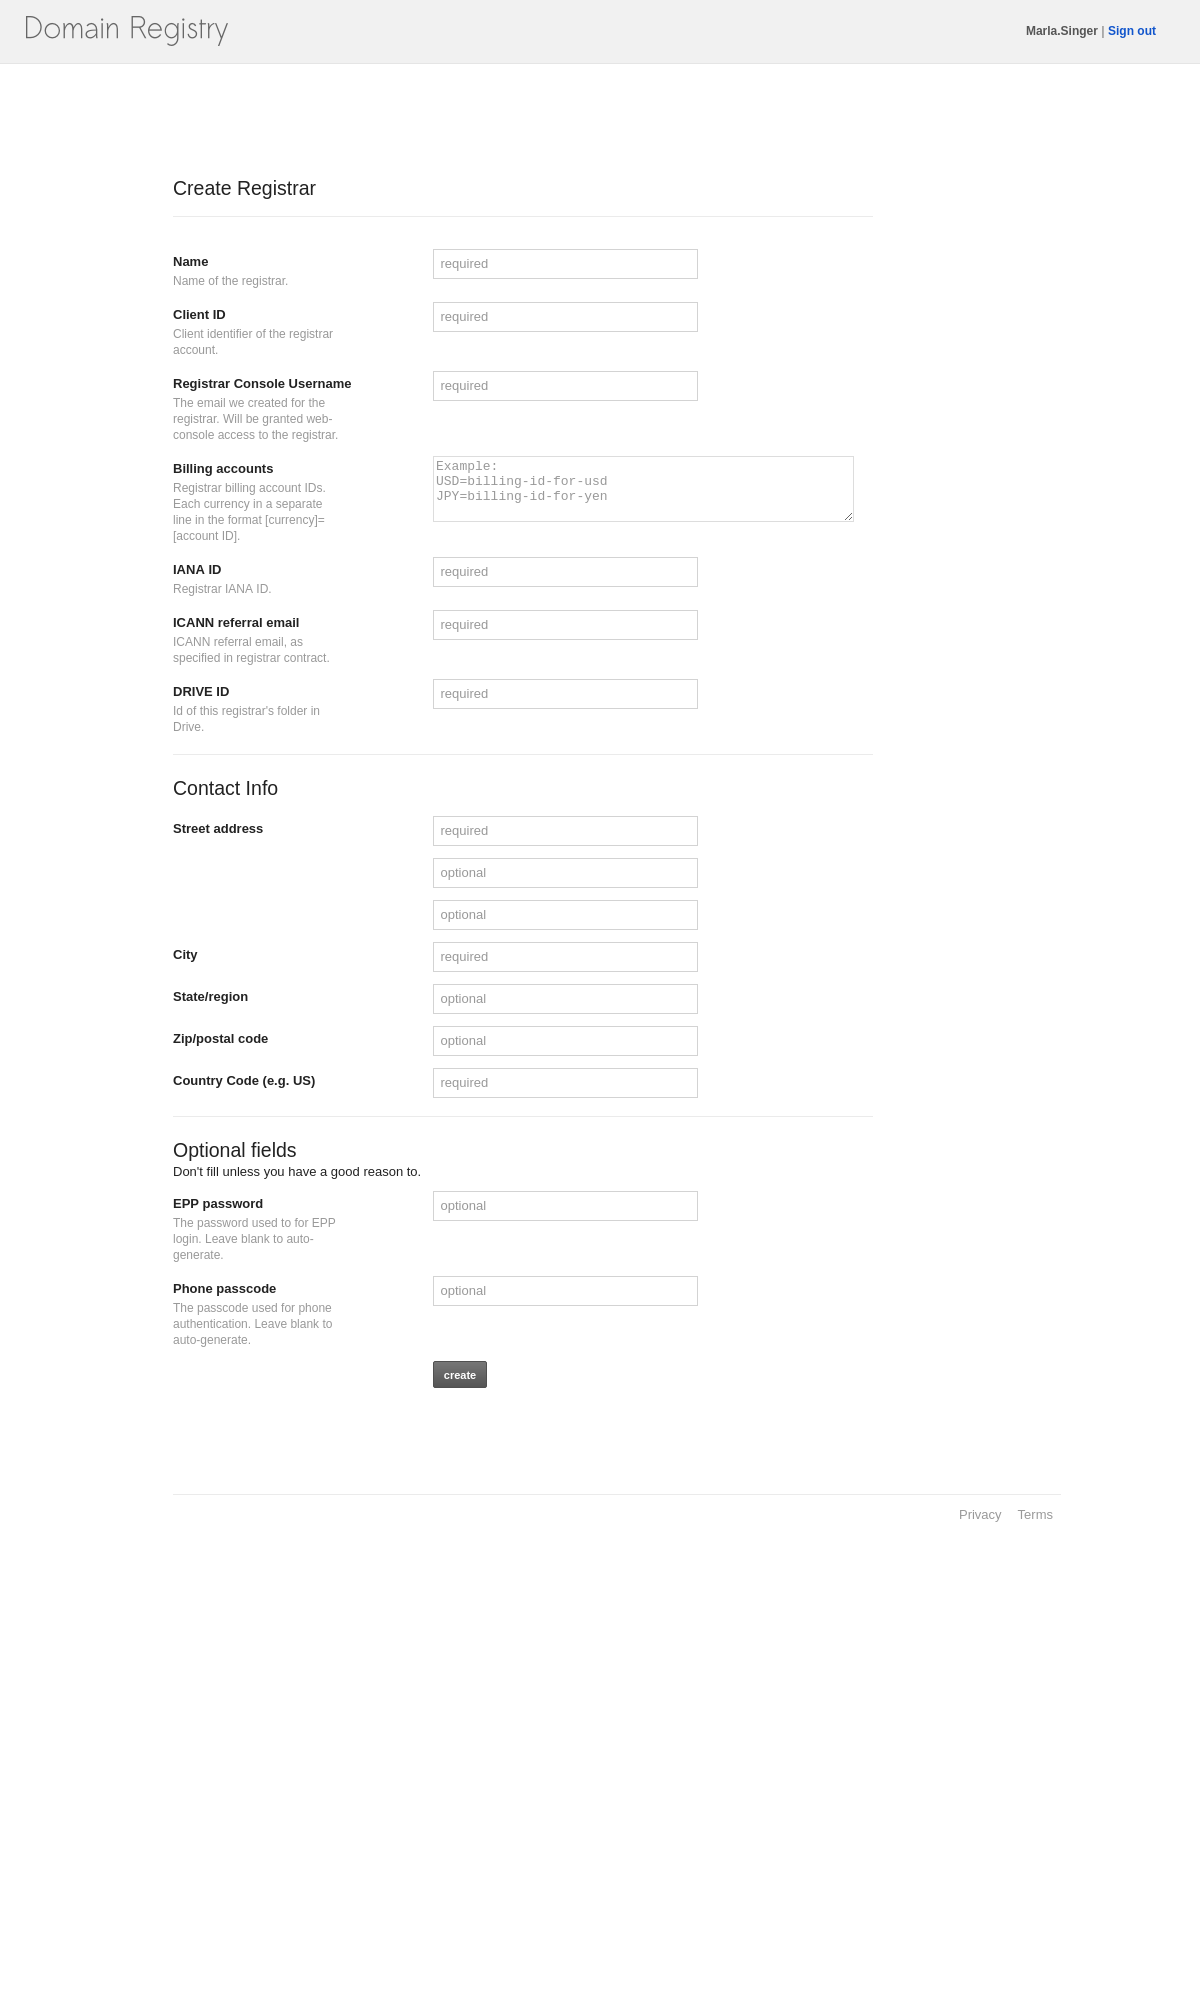 Domain Registry
Marla.Singer | Sign out
Create Registrar
Name
required
Name of the registrar.
Client ID
required
Client identifier of the registrar
account.
Registrar Console Username
required
The email we created for the
registrar. Will be granted web-
console access to the registrar.
Billing accounts
Example:
USD=billing-id-for-usd
JPY=billing-id-for-yen
Registrar billing account IDs.
Each currency in a separate
line in the format [currency]=
[account ID].
IANA ID
required
Registrar IANA ID.
ICANN referral email
required
ICANN referral email, as
specified in registrar contract.
DRIVE ID
required
Id of this registrar's folder in
Drive.
Contact Info
Street address
required
optional
optional
City
required
State/region
optional
Zip/postal code
optional
Country Code (e.g. US)
required
Optional fields
Don't fill unless you have a good reason to.
EPP password
optional
The password used to for EPP
login. Leave blank to auto-
generate.
Phone passcode
optional
The passcode used for phone
authentication. Leave blank to
auto-generate.
create
Privacy Terms